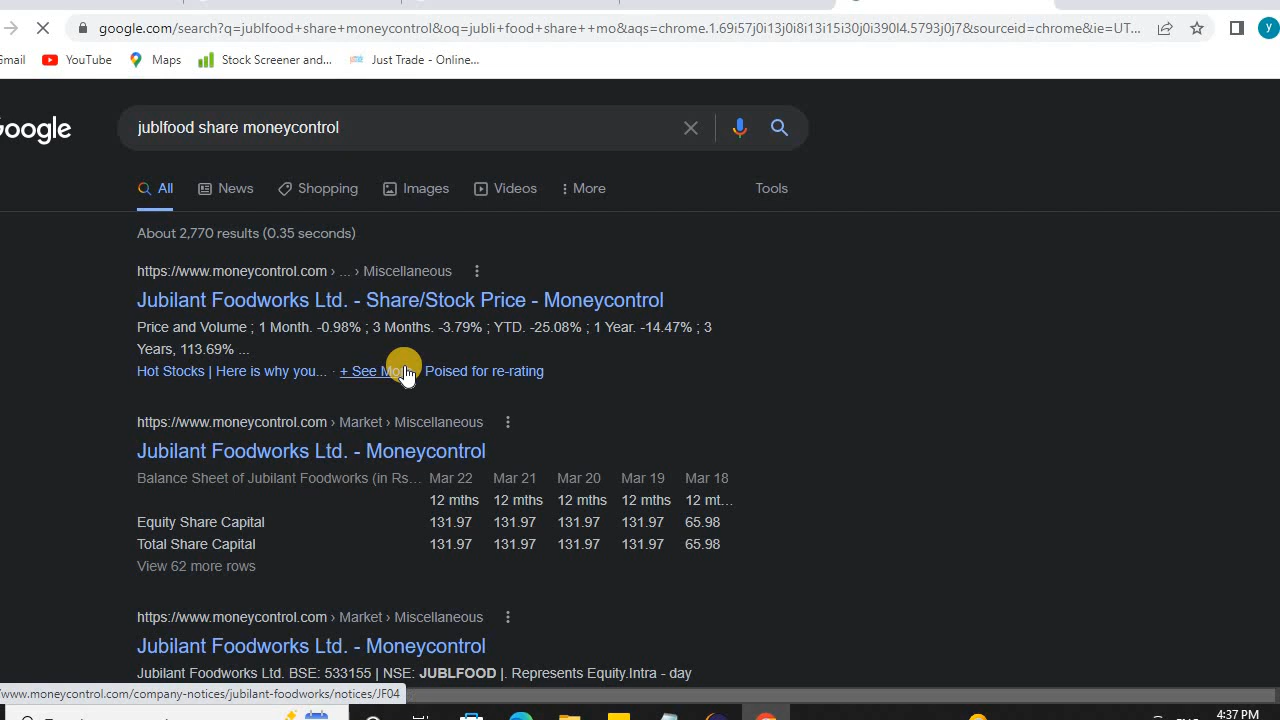 google.com/search?q=jublfood+share+moneycontrol&oq=jubli+food+share++mo&aqs=chrome.1.69i57j0i13j0i8i13i15i30j0i390l4.5793j0j7&sourceid=chrome&ie=UT...
Gmail YouTube Maps Stock Screener and... Just Trade - Online...
Google
jublfood share moneycontrol
All News Shopping Images Videos More Tools
About 2,770 results (0.35 seconds)
https://www.moneycontrol.com › ... › Miscellaneous
Jubilant Foodworks Ltd. - Share/Stock Price - Moneycontrol
Price and Volume ; 1 Month. -0.98% ; 3 Months. -3.79% ; YTD. -25.08% ; 1 Year. -14.47% ; 3
Years, 113.69% ...
Hot Stocks | Here is why you... · + See More Poised for re-rating
https://www.moneycontrol.com › Market › Miscellaneous
Jubilant Foodworks Ltd. - Moneycontrol
Balance Sheet of Jubilant Foodworks (in Rs... Mar 22 Mar 21 Mar 20 Mar 19 Mar 18
12 mths 12 mths 12 mths 12 mths 12 mt...
Equity Share Capital 131.97 131.97 131.97 131.97 65.98
Total Share Capital 131.97 131.97 131.97 131.97 65.98
View 62 more rows
https://www.moneycontrol.com › Market › Miscellaneous
Jubilant Foodworks Ltd. - Moneycontrol
Jubilant Foodworks Ltd. BSE: 533155 | NSE: JUBLFOOD |. Represents Equity.Intra - day
/www.moneycontrol.com/company-notices/jubilant-foodworks/notices/JF04
4:37 PM